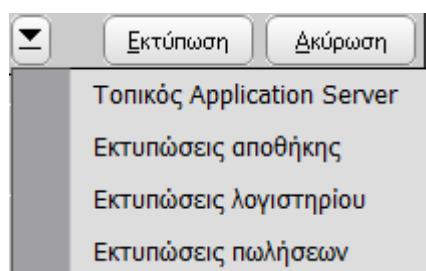 Εκτύπωση Ακύρωση
Τοπικός Application Server
Εκτυπώσεις αποθήκης
Εκτυπώσεις λογιστηρίου
Εκτυπώσεις πωλήσεων